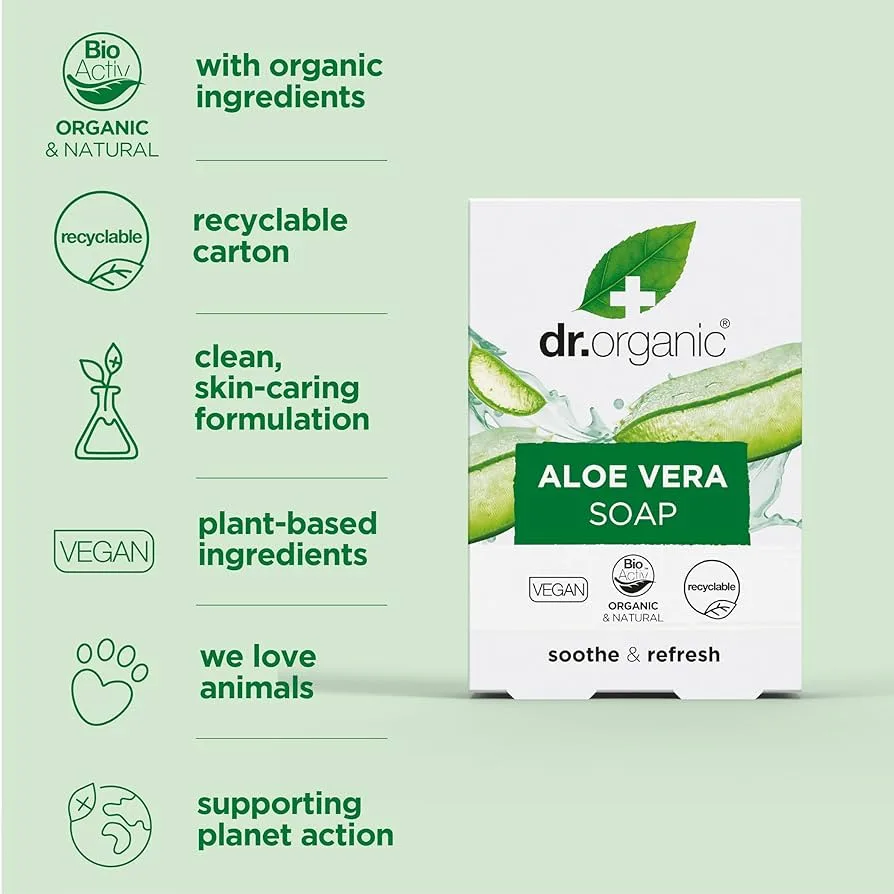 Bio
Activ
ORGANIC
& NATURAL
with organic
ingredients
recyclable
recyclable
carton
clean,
skin-caring
formulation
VEGAN
plant-based
ingredients
we love
animals
supporting
planet action
dr.organic®
ALOE VERA
SOAP
VEGAN
Bio™
Activ
ORGANIC
& NATURAL
recyclable
soothe & refresh